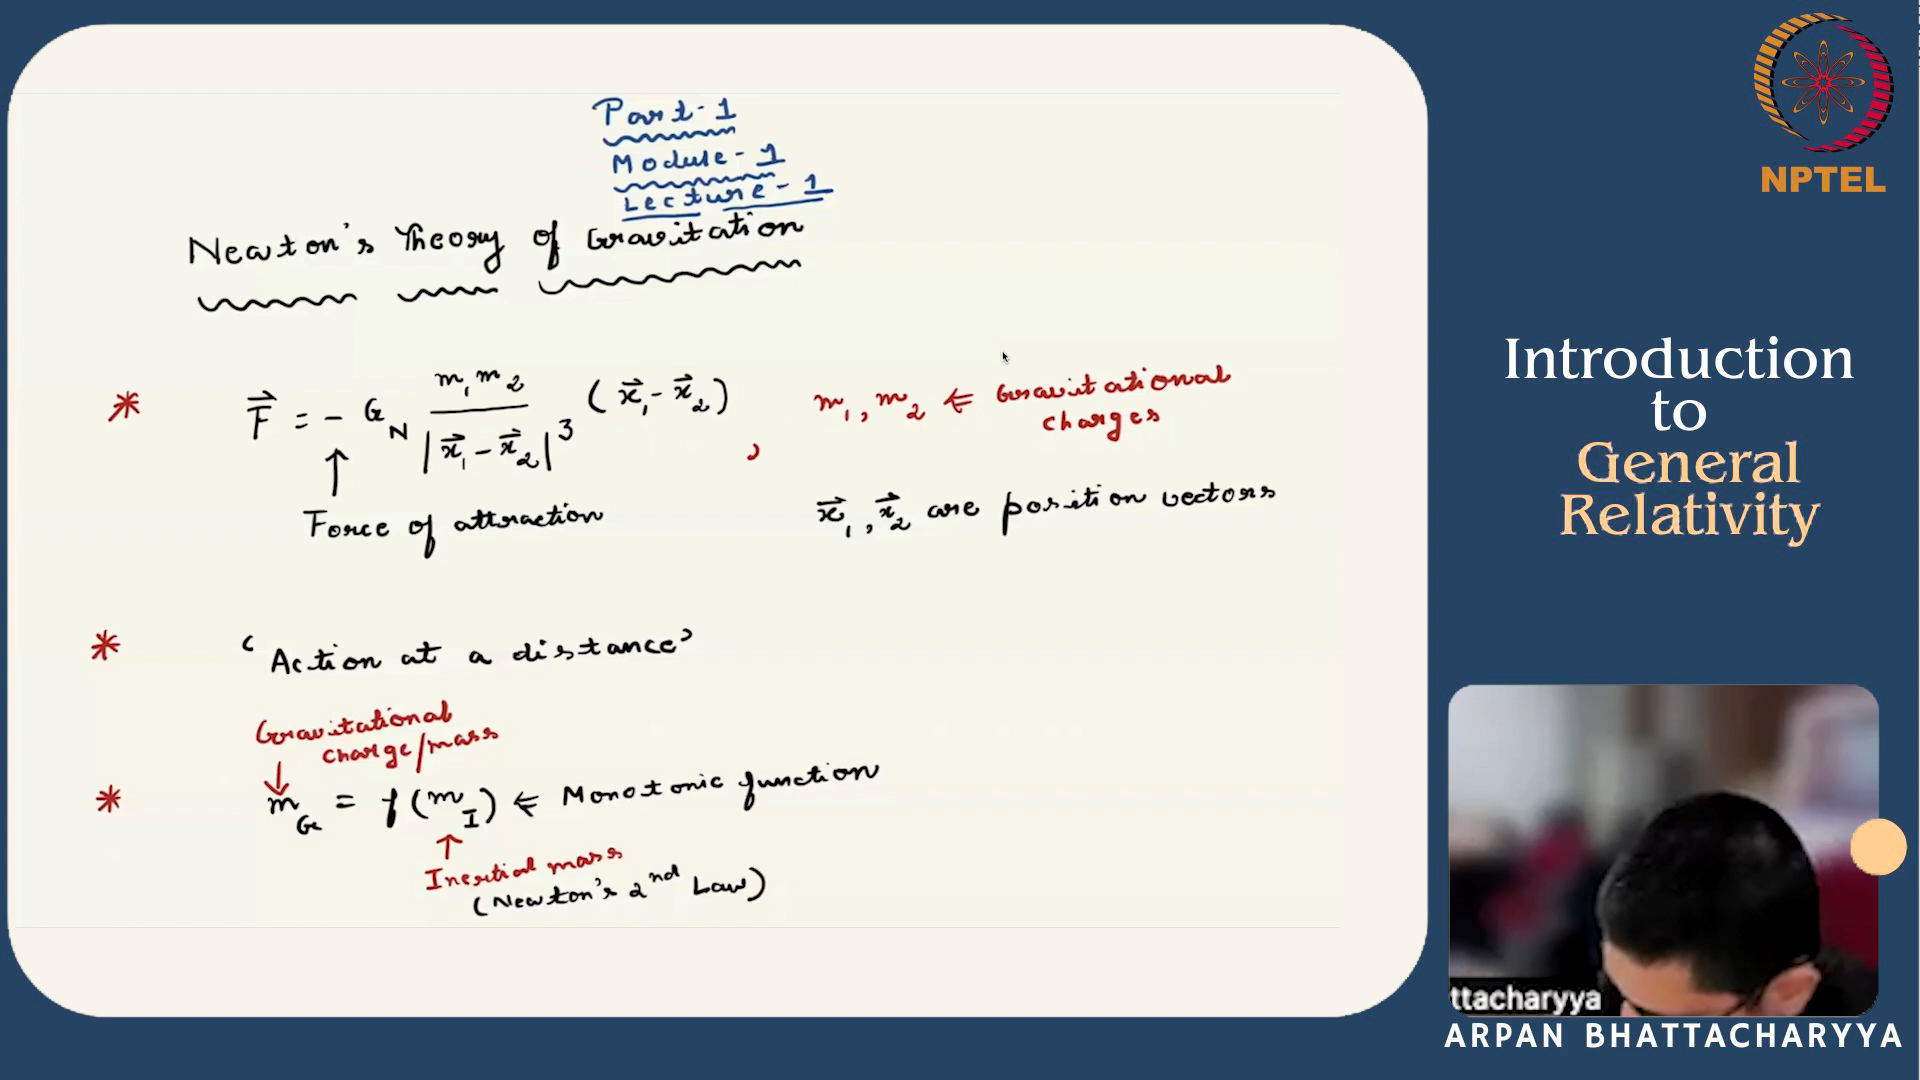 Part-1
Module-1
Lecture-1
Newton's Theory of Gravitation
* F⃗ = - G_N m₁m₂ / |x⃗₁ - x⃗₂|³ (x⃗₁ - x⃗₂) , m₁, m₂ ⇐ Gravitational charges
↑
Force of attraction
x⃗₁, x⃗₂ are position vectors
* 'Action at a distance'
Gravitational
charge/mass
↓
* m_G = f(m_I) ⇐ Monotonic function
↑
Inertial mass
(Newton's 2nd Law)
NPTEL
Introduction
to
General
Relativity
ttacharyya
ARPAN BHATTACHARYYA